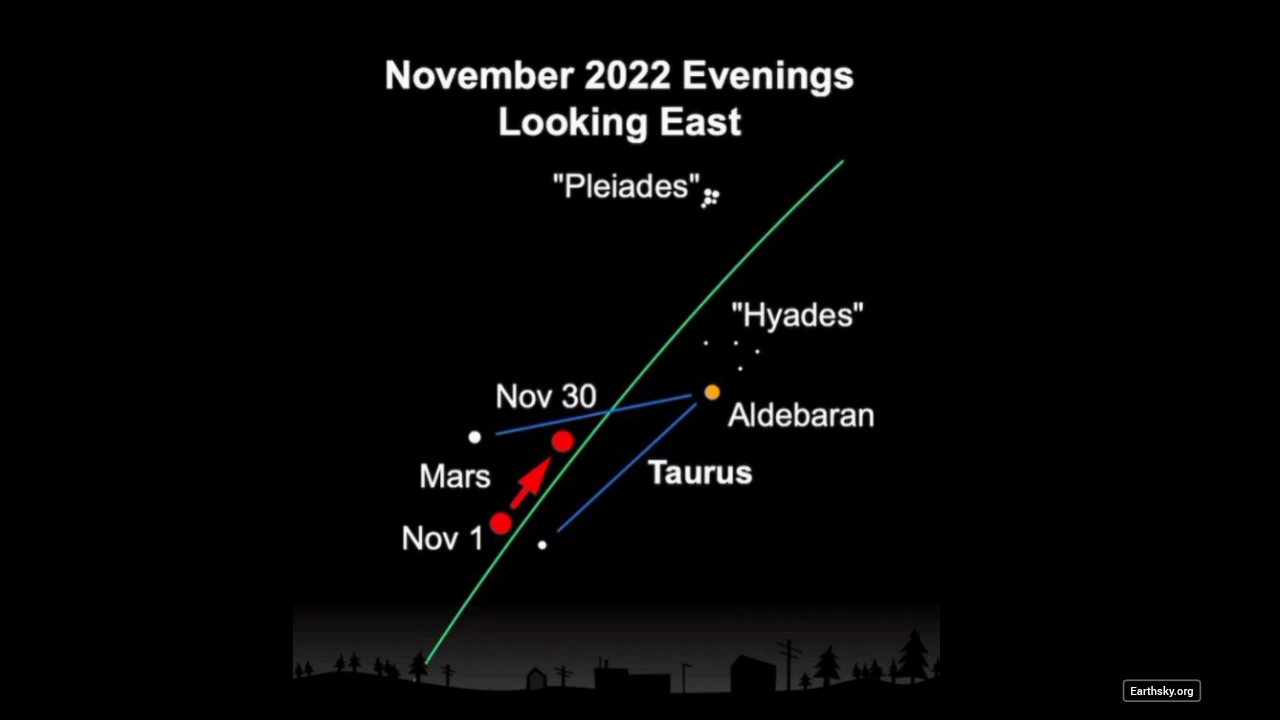 November 2022 Evenings
Looking East
"Pleiades"
"Hyades"
Nov 30
Aldebaran
Mars
Taurus
Nov 1
Earthsky.org